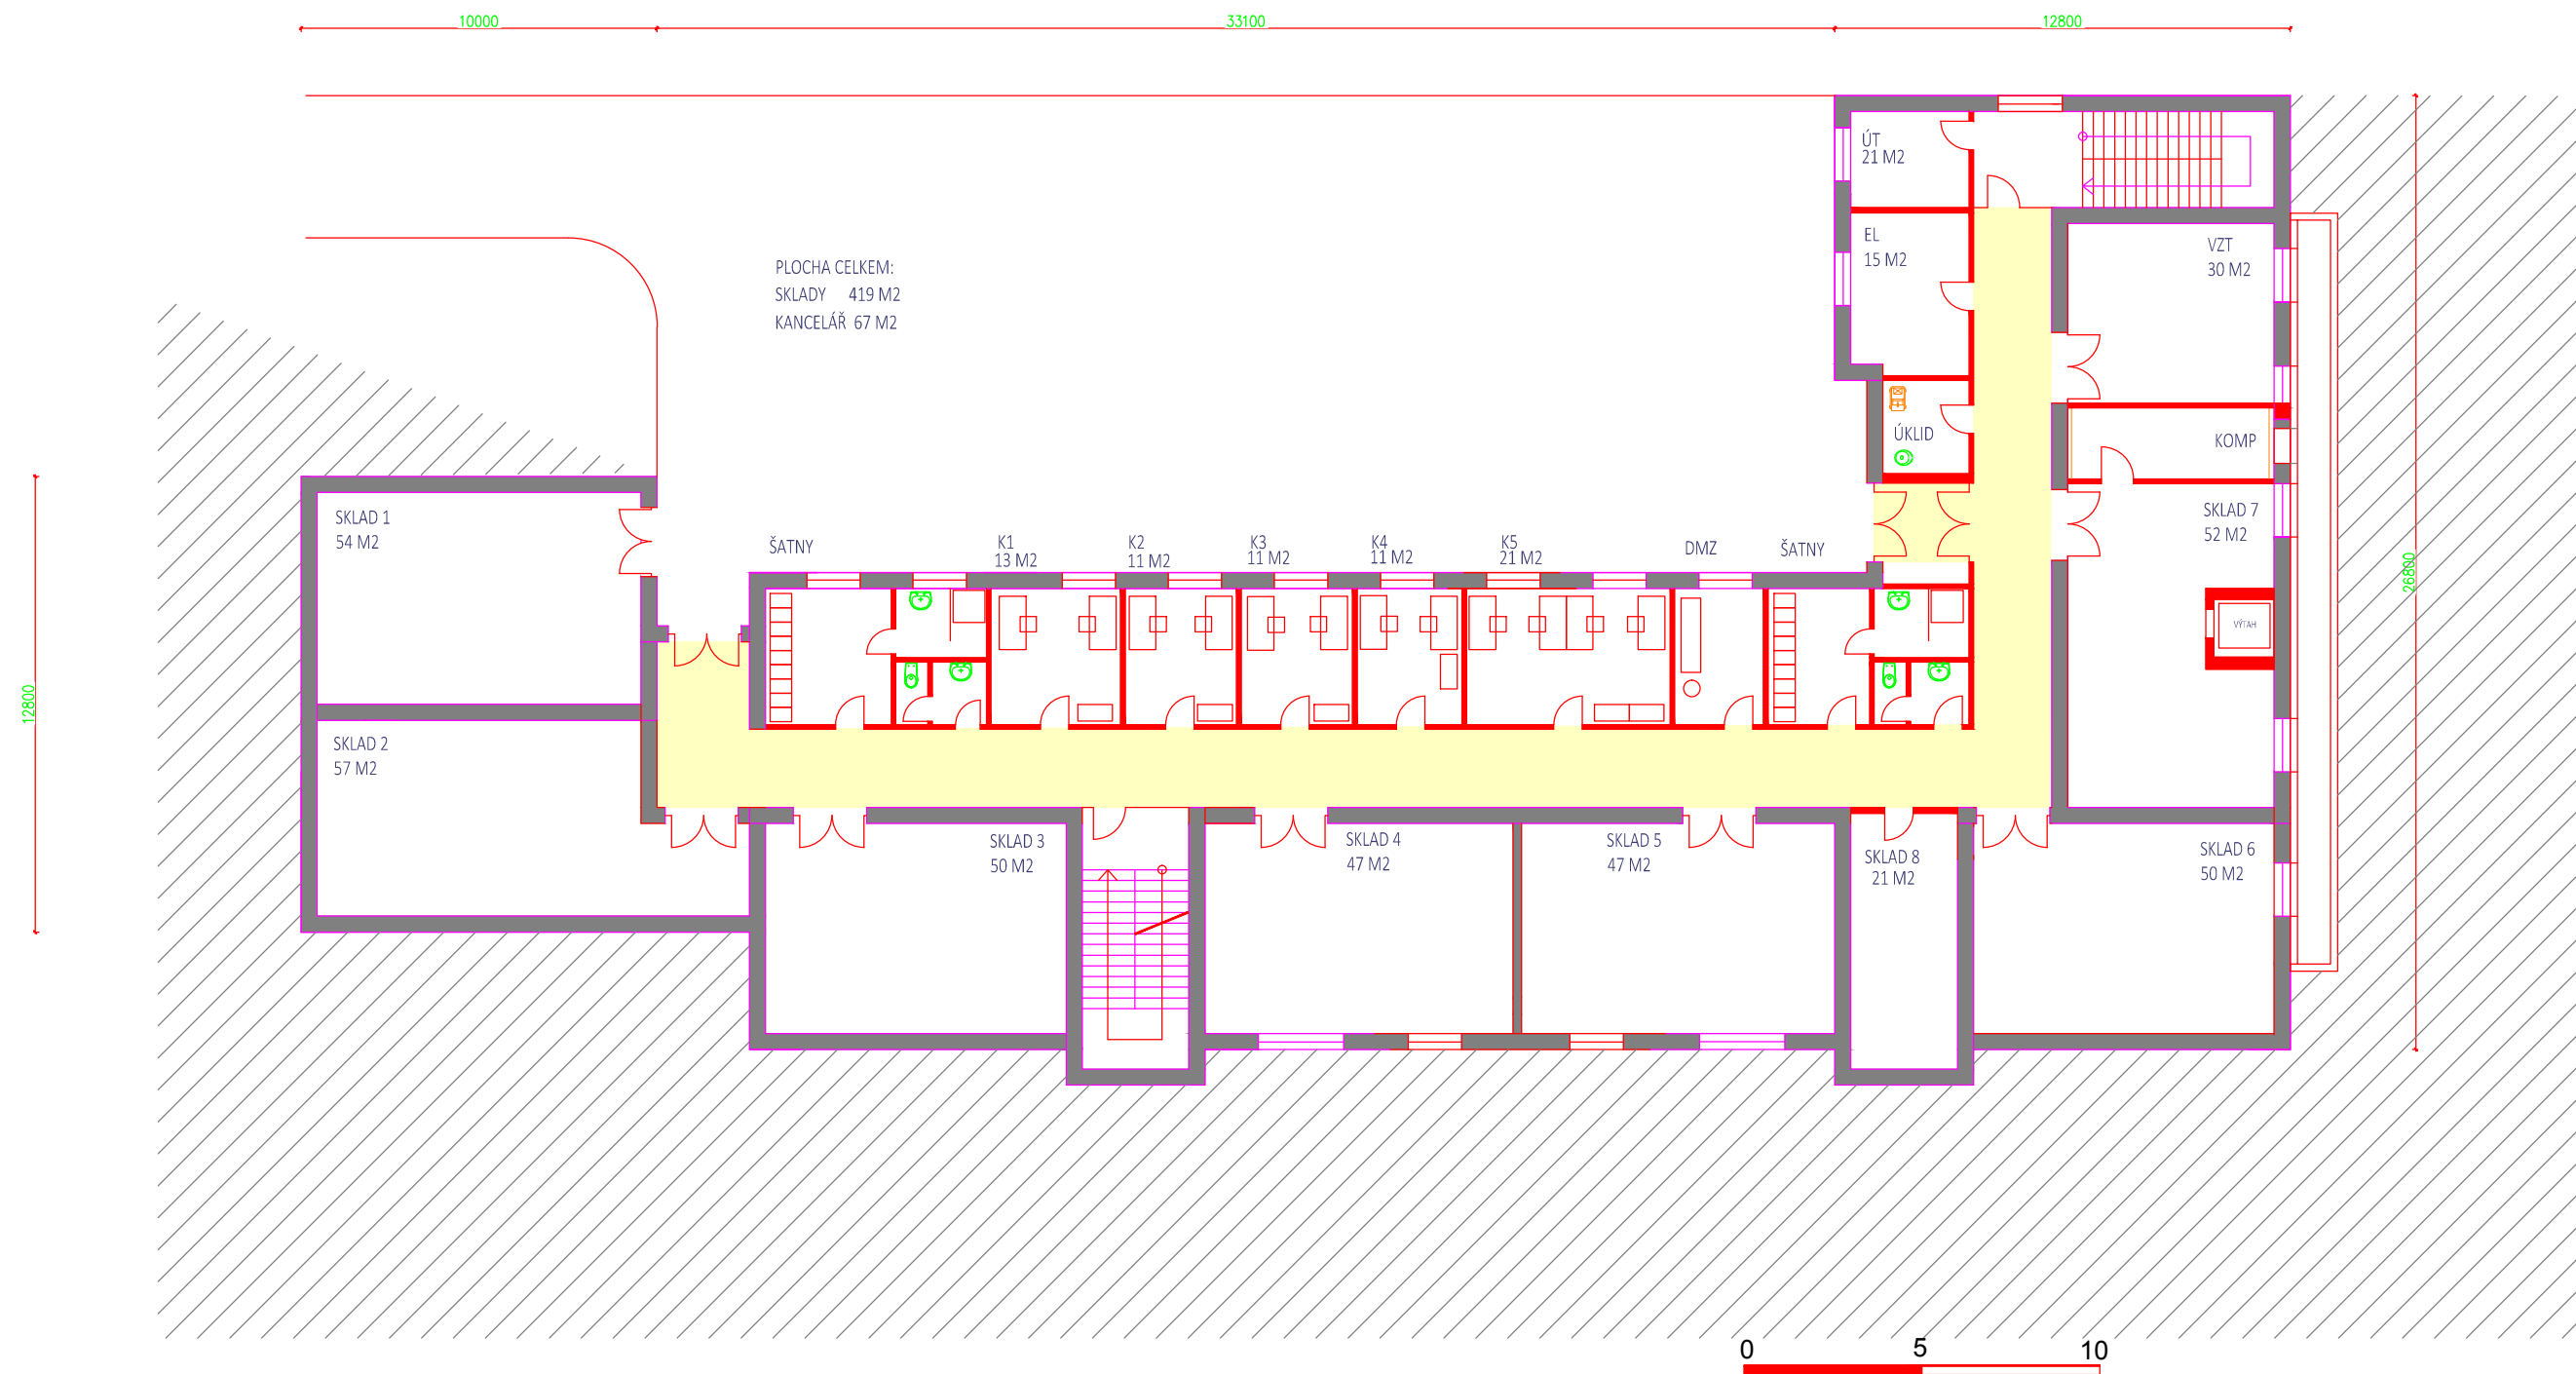 10000
33100
12800
ÚT
21 M2
EL
15 M2
VZT
30 M2
PLOCHA CELKEM:
SKLADY 419 M2
KANCELÁŘ 67 M2
ÚKLID
KOMP
SKLAD 1
54 M2
SKLAD 7
52 M2
ŠATNY
K1
13 M2
K2
11 M2
K3
11 M2
K4
11 M2
K5
21 M2
DMZ
ŠATNY
26800
VÝTAH
12800
SKLAD 2
57 M2
SKLAD 3
50 M2
SKLAD 4
47 M2
SKLAD 5
47 M2
SKLAD 8
21 M2
SKLAD 6
50 M2
0 5 10